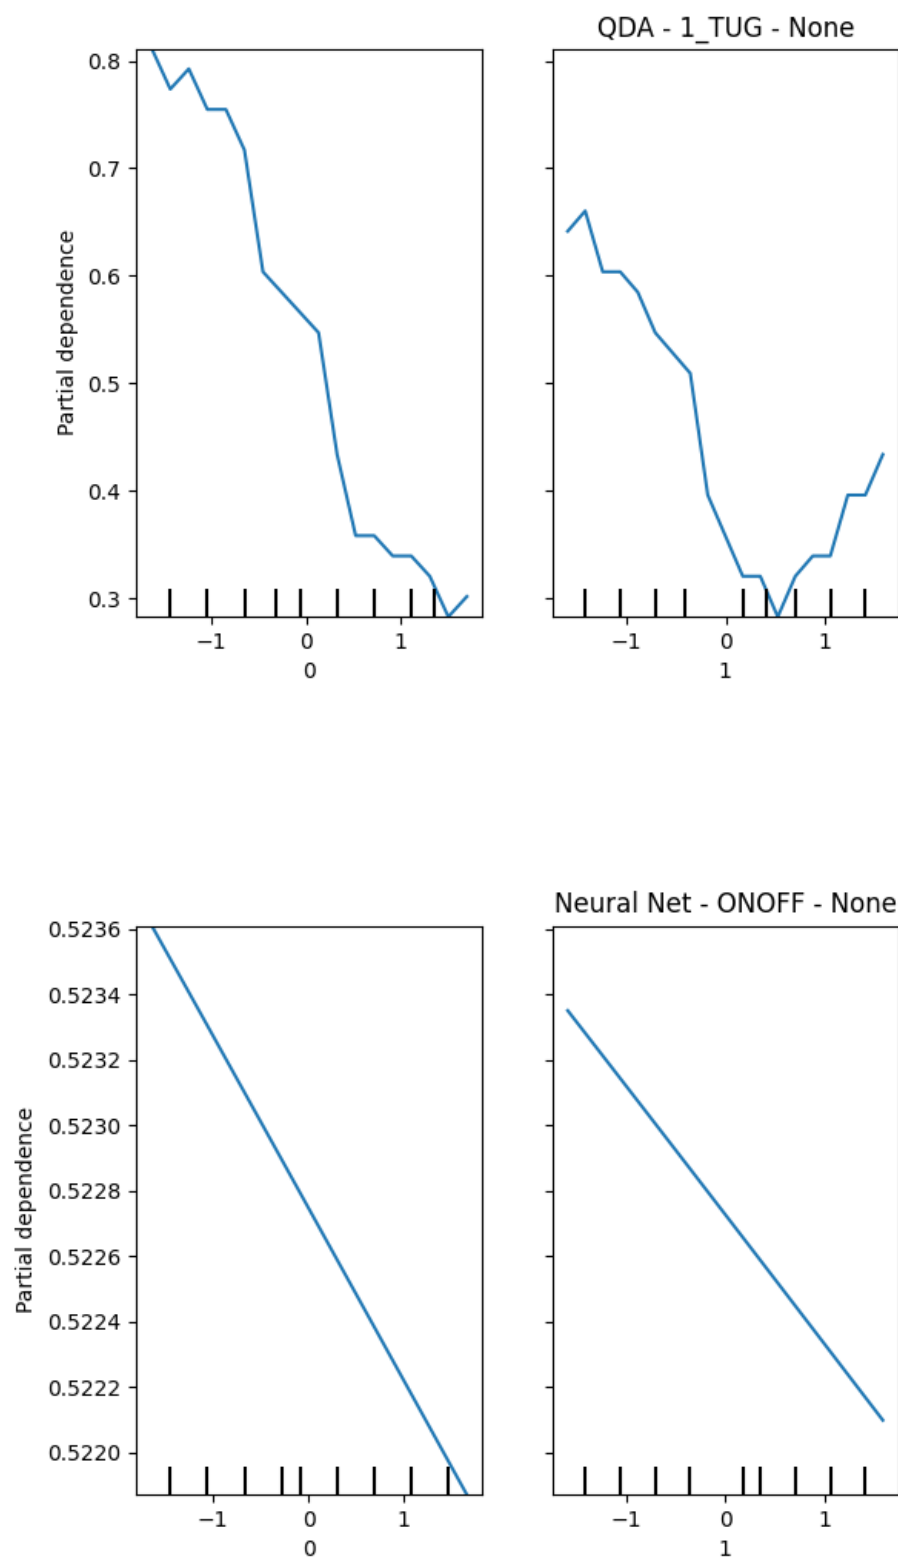 QDA - 1_TUG - None
0.8
0.7
0.6
0.5
0.4
0.3
Partial dependence
−1 0 1
0
−1 0 1
1
Neural Net - ONOFF - None
0.5236
0.5234
0.5232
0.5230
0.5228
0.5226
0.5224
0.5222
0.5220
Partial dependence
−1 0 1
0
−1 0 1
1